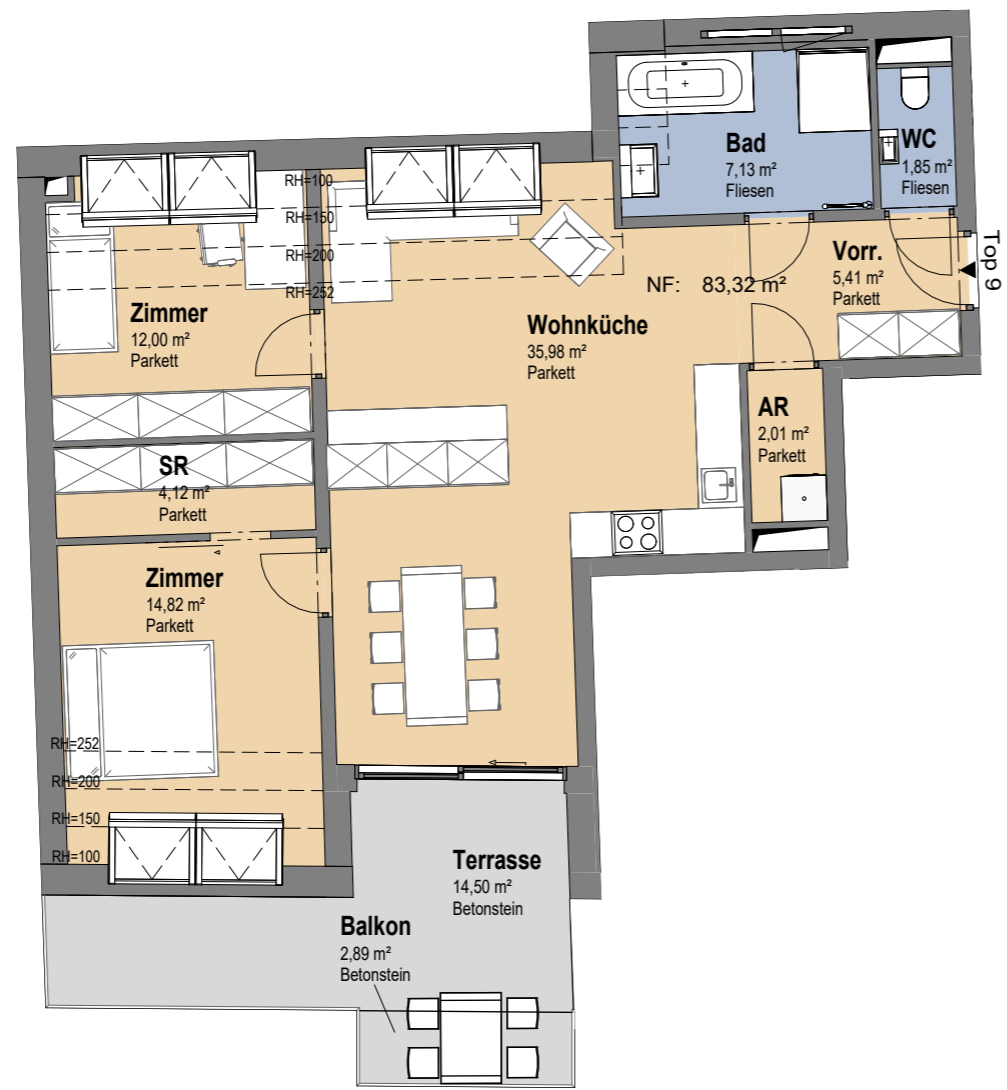 Bad
7,13 m²
Fliesen
WC
1,85 m²
Fliesen
RH=100
RH=150
RH=200
RH=252
Zimmer
12,00 m²
Parkett
NF: 83,32 m²
Vorr.
5,41 m²
Parkett
Top 9
Wohnküche
35,98 m²
Parkett
AR
2,01 m²
Parkett
SR
4,12 m²
Parkett
Zimmer
14,82 m²
Parkett
RH=252
RH=200
RH=150
RH=100
Terrasse
14,50 m²
Betonstein
Balkon
2,89 m²
Betonstein